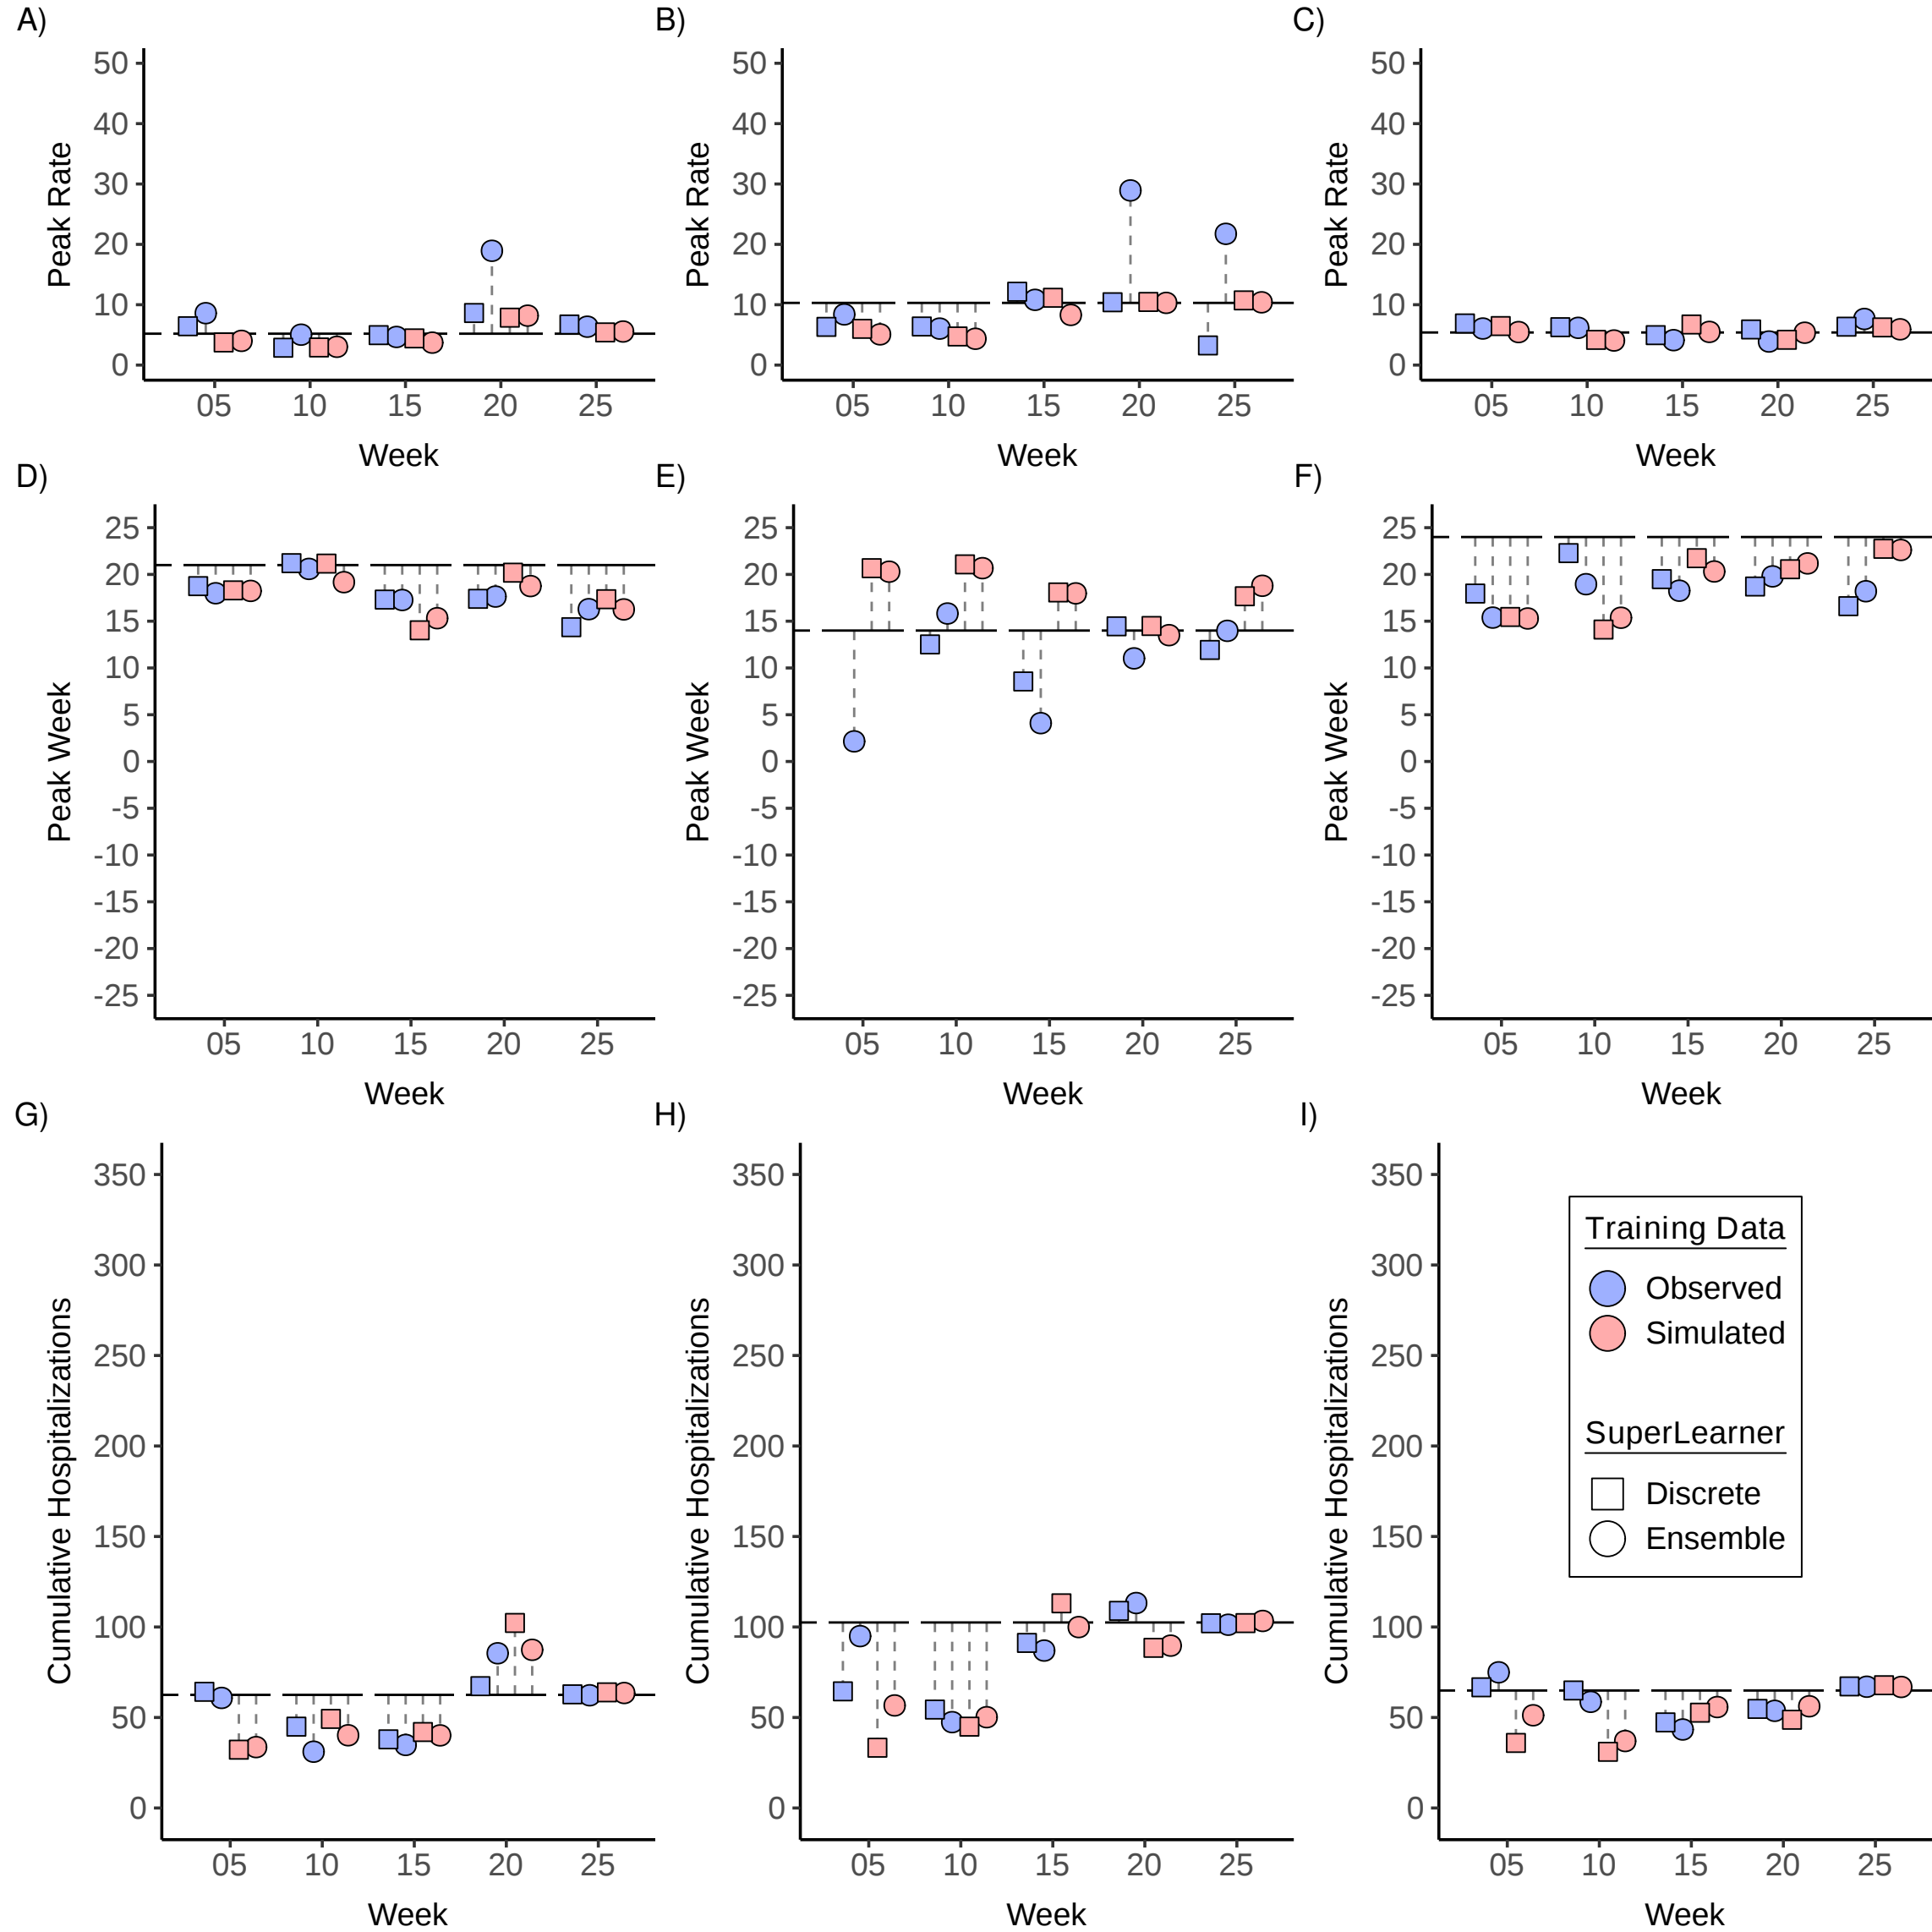 A)
50
40
30
20
10
0
Peak Rate
05 10 15 20 25
Week
B)
50
40
30
20
10
0
Peak Rate
05 10 15 20 25
Week
C)
50
40
30
20
10
0
Peak Rate
05 10 15 20 25
Week
D)
25
20
15
10
5
0
-5
-10
-15
-20
-25
Peak Week
05 10 15 20 25
Week
E)
25
20
15
10
5
0
-5
-10
-15
-20
-25
Peak Week
05 10 15 20 25
Week
F)
25
20
15
10
5
0
-5
-10
-15
-20
-25
Peak Week
05 10 15 20 25
Week
G)
350
300
250
200
150
100
50
0
Cumulative Hospitalizations
05 10 15 20 25
Week
H)
350
300
250
200
150
100
50
0
Cumulative Hospitalizations
05 10 15 20 25
Week
I)
350
300
250
200
150
100
50
0
Cumulative Hospitalizations
05 10 15 20 25
Week
Training Data
Observed
Simulated
SuperLearner
Discrete
Ensemble